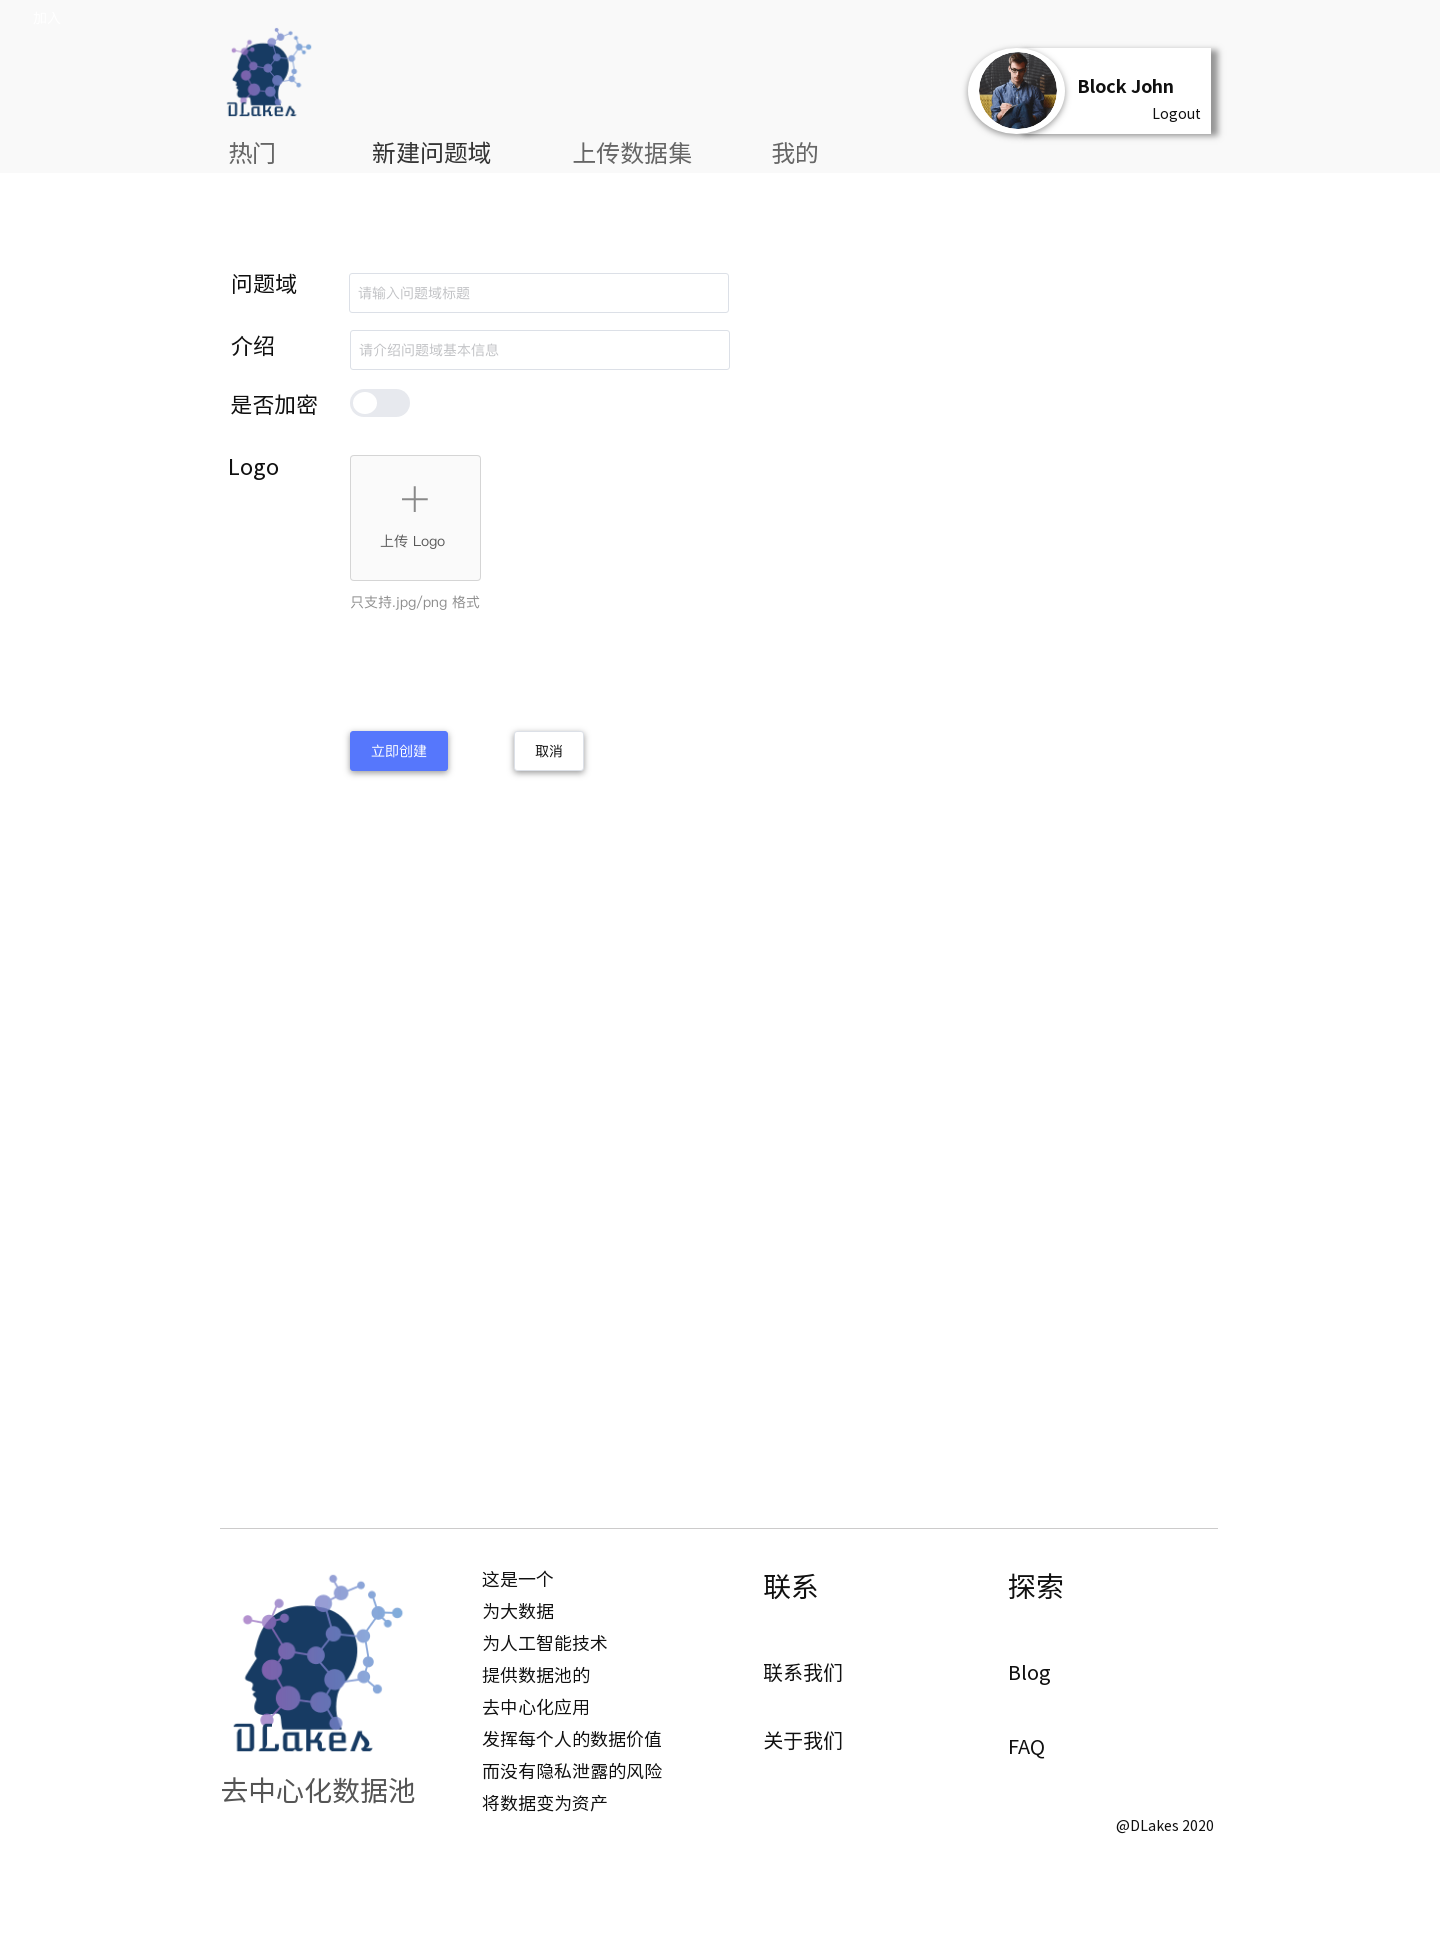 加入
DLakes
Block John
Logout
热门 新建问题域 上传数据集 我的
问题域 请输入问题域标题
介绍 请介绍问题域基本信息
是否加密
Logo
上传 Logo
只支持.jpg/png 格式
立即创建 取消
DLakes
去中心化数据池
这是一个
为大数据
为人工智能技术
提供数据池的
去中心化应用
发挥每个人的数据价值
而没有隐私泄露的风险
将数据变为资产
联系
联系我们
关于我们
探索
Blog
FAQ
@DLakes 2020